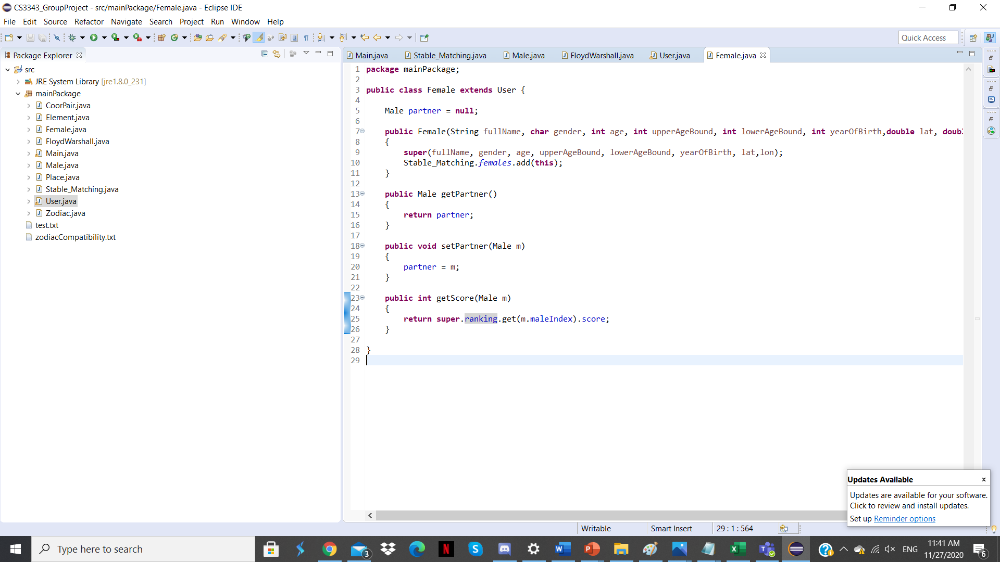 CS3343_GroupProject - src/mainPackage/Female.java - Eclipse IDE
File Edit Source Refactor Navigate Search Project Run Window Help
Quick Access
Package Explorer
src
JRE System Library [jre1.8.0_231]
mainPackage
CoorPair.java
Element.java
Female.java
FloydWarshall.java
Main.java
Male.java
Place.java
Stable_Matching.java
User.java
Zodiac.java
test.txt
zodiacCompatibility.txt
Main.java Stable_Matching.java Male.java FloydWarshall.java User.java Female.java
1 package mainPackage;
2
3 public class Female extends User {
4
5 Male partner = null;
6
7 public Female(String fullName, char gender, int age, int upperAgeBound, int lowerAgeBound, int yearOfBirth,double lat, doub
8 {
9 super(fullName, gender, age, upperAgeBound, lowerAgeBound, yearOfBirth, lat,lon);
10 Stable_Matching.females.add(this);
11 }
12
13 public Male getPartner()
14 {
15 return partner;
16 }
17
18 public void setPartner(Male m)
19 {
20 partner = m;
21 }
22
23 public int getScore(Male m)
24 {
25 return super.ranking.get(m.maleIndex).score;
26 }
27
28 }
29
Updates Available x
Updates are available for your software.
Click to review and install updates.
Set up Reminder options
Writable Smart Insert 29 : 1 : 564
Type here to search
3
ENG
11:41 AM
11/27/2020
6